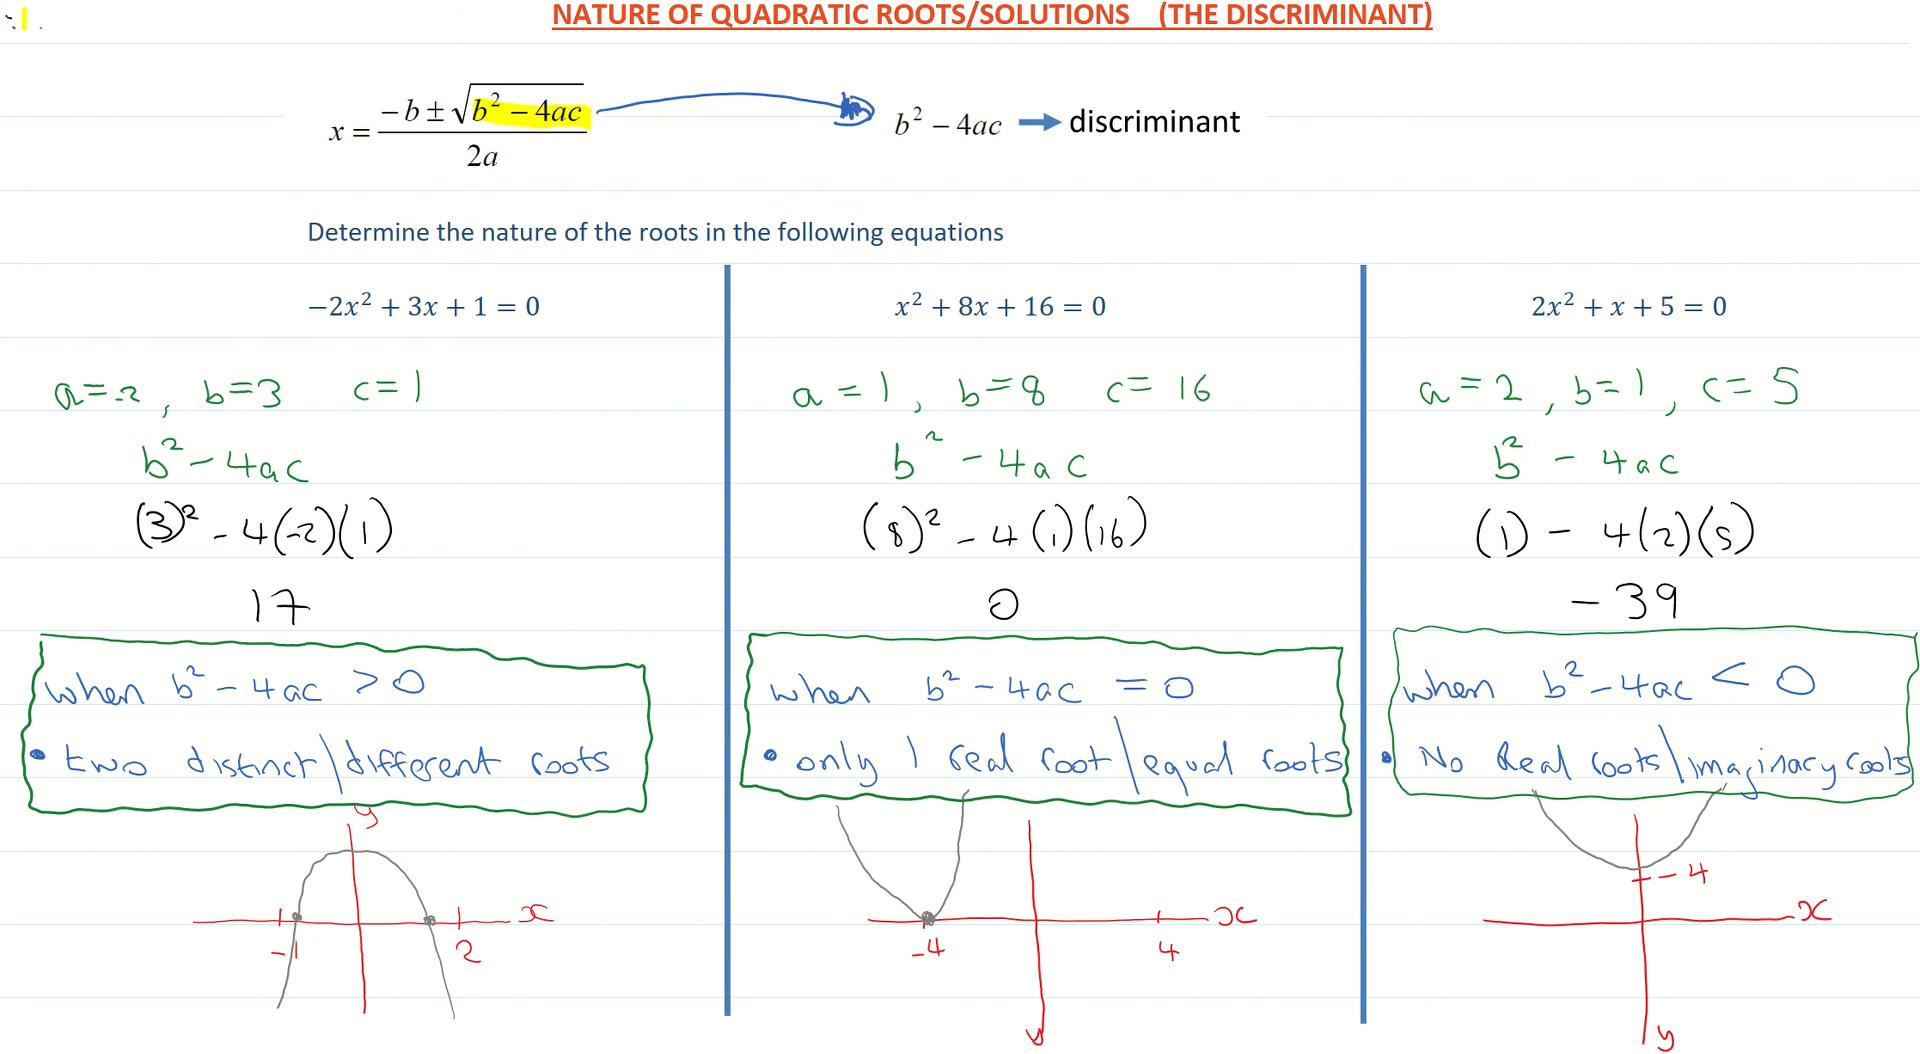 NATURE OF QUADRATIC ROOTS/SOLUTIONS (THE DISCRIMINANT)
x = (−b ± √(b² − 4ac)) / 2a
b² − 4ac → discriminant
Determine the nature of the roots in the following equations
−2x² + 3x + 1 = 0
a=-2, b=3 c=1
b² - 4ac
(3)² - 4(-2)(1)
17
when b² - 4ac > 0
• two distinct/different roots
y
x
-1
2
x² + 8x + 16 = 0
a = 1, b=8 c= 16
b² - 4ac
(8)² - 4(1)(16)
0
when b² - 4ac = 0
• only 1 real root/equal roots
x
-4
4
y
2x² + x + 5 = 0
a = 2, b=1, c= 5
b² - 4ac
(1) - 4(2)(5)
- 39
when b² - 4ac < 0
• No Real roots/imaginary roots
- 4
x
y